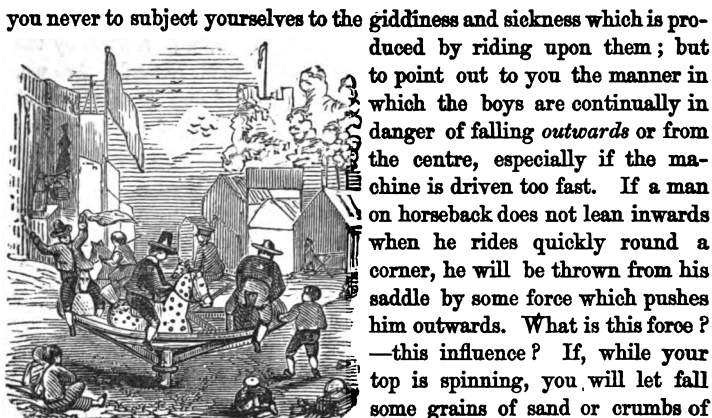 you never to subject yourselves to the giddiness and sickness which is pro-
duced by riding upon them; but
to point out to you the manner in
which the boys are continually in
danger of falling outwards or from
the centre, especially if the ma-
chine is driven too fast. If a man
on horseback does not lean inwards
when he rides quickly round a
corner, he will be thrown from his
saddle by some force which pushes
him outwards. What is this force?
—this influence? If, while your
top is spinning, you will let fall
some grains of sand or crumbs of